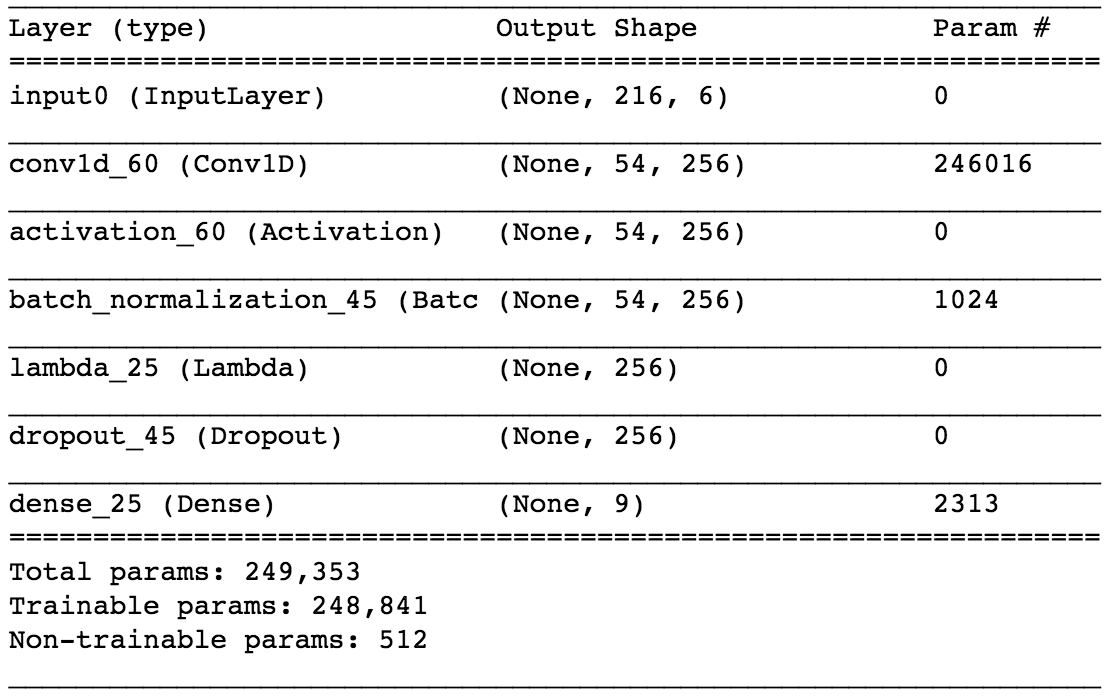 Layer (type) Output Shape Param #
input0 (InputLayer) (None, 216, 6) 0
conv1d_60 (Conv1D) (None, 54, 256) 246016
activation_60 (Activation) (None, 54, 256) 0
batch_normalization_45 (Batc (None, 54, 256) 1024
lambda_25 (Lambda) (None, 256) 0
dropout_45 (Dropout) (None, 256) 0
dense_25 (Dense) (None, 9) 2313
Total params: 249,353
Trainable params: 248,841
Non-trainable params: 512